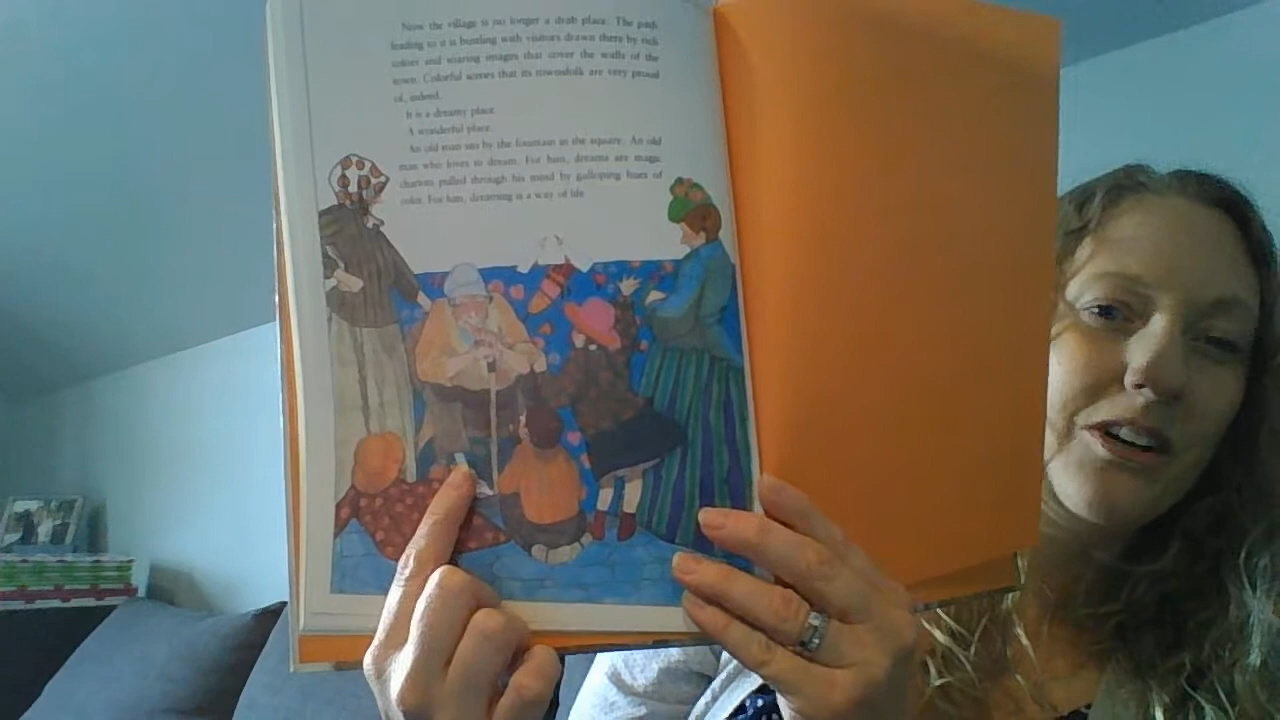 Now the village is no longer a drab place. The path
leading to it is bustling with visitors drawn there by rich
colors and soaring images that cover the walls of the
town. Colorful scenes that its townsfolk are very proud
of, indeed.
It is a dreamy place.
A wonderful place.
An old man sits by the fountain in the square. An old
man who loves to dream. For him, dreams are magic
chariots pulled through his mind by galloping hues of
color. For him, dreaming is a way of life.